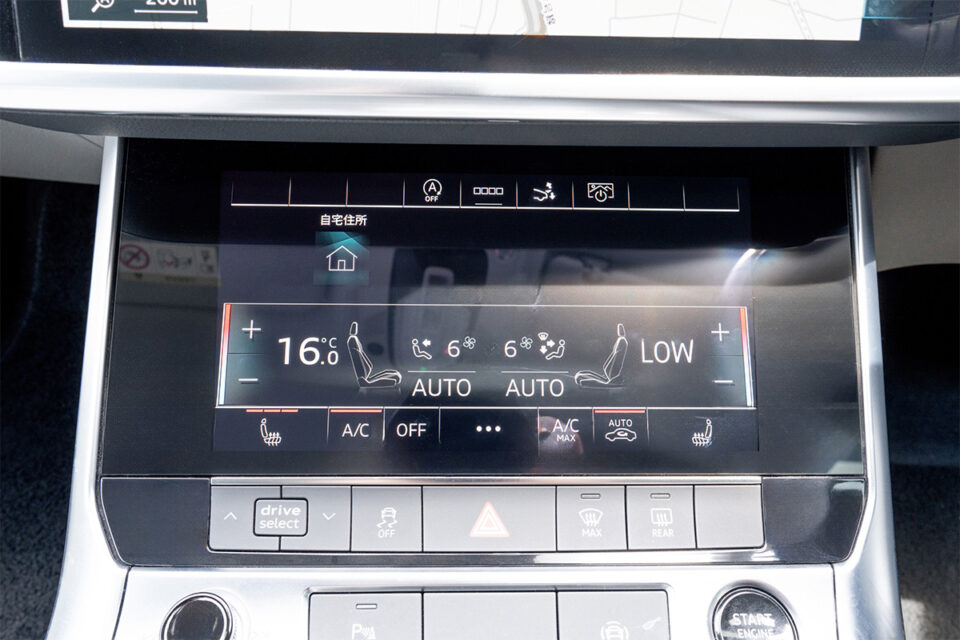 OFF
自宅住所
16.0°C
6
6
LOW
AUTO
AUTO
A/C
OFF
A/C
MAX
AUTO
drive
select
OFF
MAX
REAR
START
ENGINE